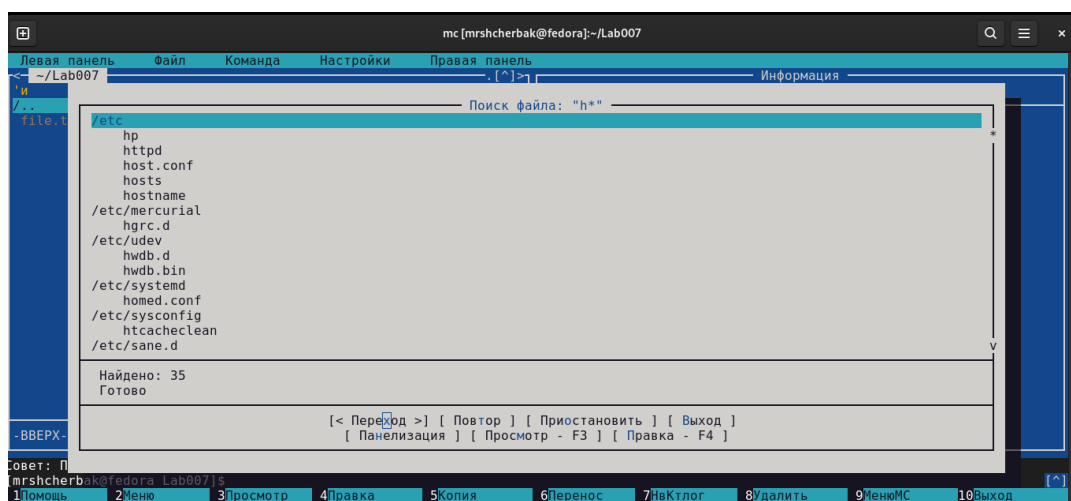 mc [mrshcherbak@fedora]:~/Lab007
Левая панель Файл Команда Настройки Правая панель
<─ ~/Lab007 ─.[^]>┐ Информация
'и
/..
file.t
Поиск файла: "h*"
/etc
hp
httpd
host.conf
hosts
hostname
/etc/mercurial
hgrc.d
/etc/udev
hwdb.d
hwdb.bin
/etc/systemd
homed.conf
/etc/sysconfig
htcacheclean
/etc/sane.d
Найдено: 35
Готово
[< Переход >] [ Повтор ] [ Приостановить ] [ Выход ]
[ Панелизация ] [ Просмотр - F3 ] [ Правка - F4 ]
-ВВЕРХ-
Совет: П
[mrshcherbak@fedora Lab007]$ [^]
1Помощь 2Меню 3Просмотр 4Правка 5Копия 6Перенос 7НвКтлог 8Удалить 9МенюMC 10Выход